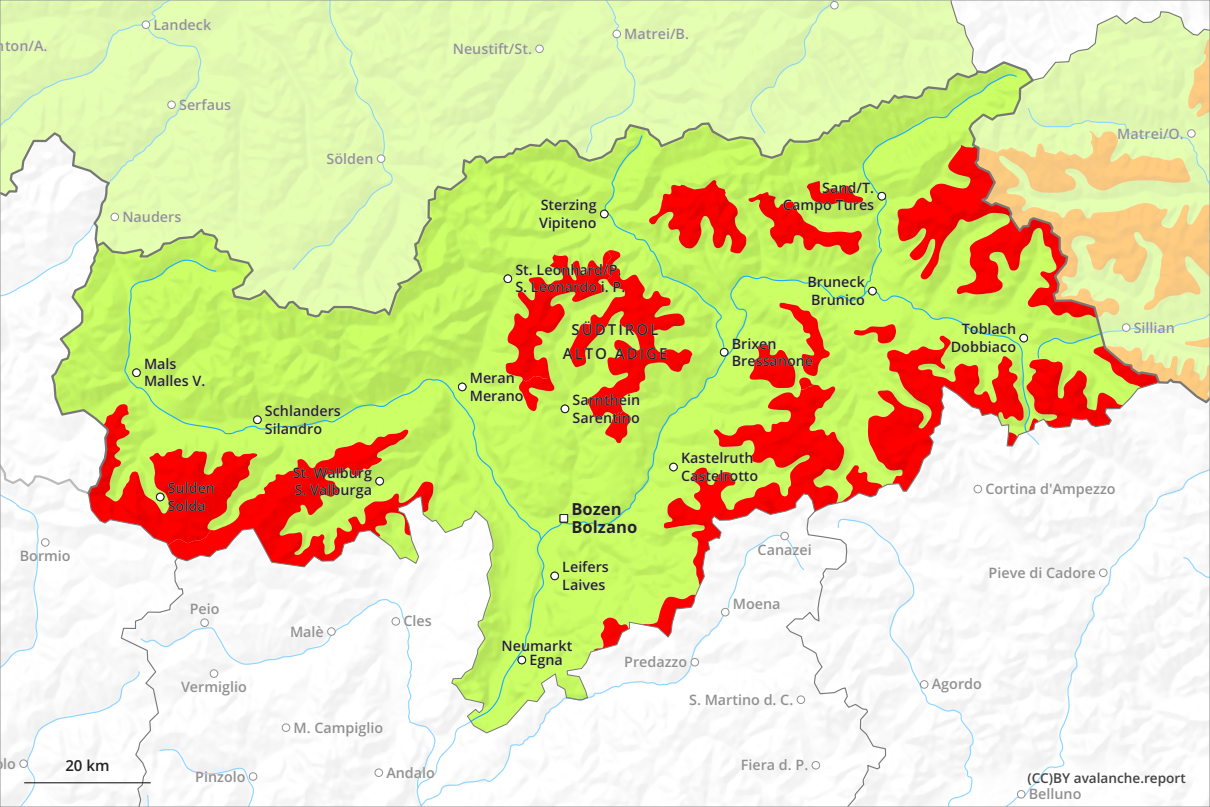 Landeck
nton/A.
Neustift/St.
Matrei/B.
Serfaus
Sölden
Matrei/O.
Nauders
Sand/T.
Campo Tures
Sterzing
Vipiteno
St. Leonhard/P.
S. Leonardo i. P.
Bruneck
Brunico
SÜDTIROL
ALTO ADIGE
Toblach
Dobbiaco
Sillian
Brixen
Bressanone
Mals
Malles V.
Meran
Merano
Sarnthein
Sarentino
Schlanders
Silandro
Kastelruth
Castelrotto
St. Walburg
S. Valburga
Sulden
Solda
Cortina d'Ampezzo
Bozen
Bolzano
Bormio
Canazei
Leifers
Laives
Pieve di Cadore
Peio
Moena
Malè
Cles
Neumarkt
Egna
Predazzo
Vermiglio
Agordo
S. Martino d. C.
M. Campiglio
olo
20 km
Pinzolo
Andalo
Fiera d. P.
(CC)BY avalanche.report
Belluno